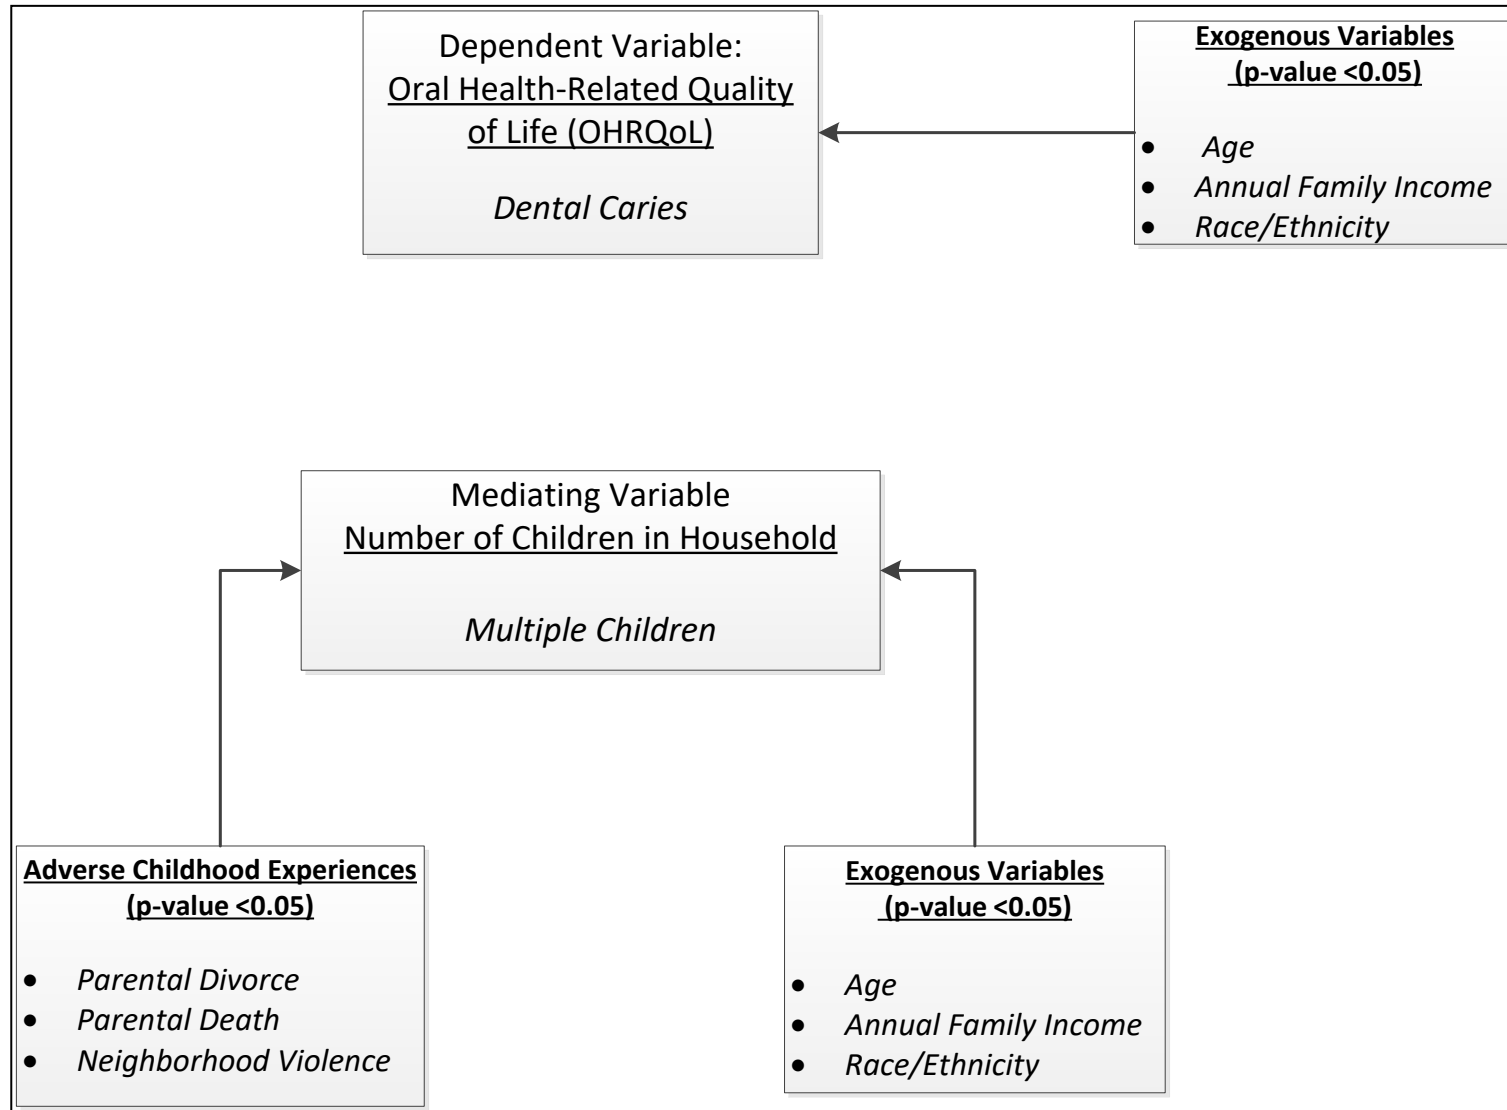 Dependent Variable:
Oral Health-Related Quality
of Life (OHRQoL)
Dental Caries
Exogenous Variables
(p-value <0.05)
• Age
• Annual Family Income
• Race/Ethnicity
Mediating Variable
Number of Children in Household
Multiple Children
Adverse Childhood Experiences
(p-value <0.05)
• Parental Divorce
• Parental Death
• Neighborhood Violence
Exogenous Variables
(p-value <0.05)
• Age
• Annual Family Income
• Race/Ethnicity